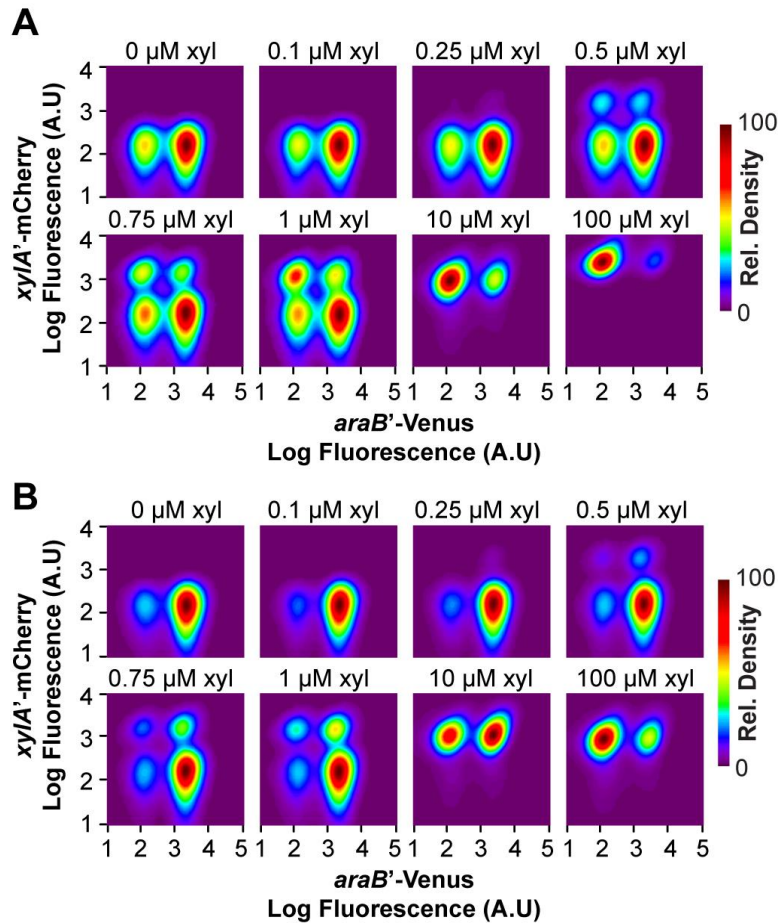 A
0 µM xyl 0.1 µM xyl 0.25 µM xyl 0.5 µM xyl
4
3
2
1
0.75 µM xyl 1 µM xyl 10 µM xyl 100 µM xyl
4
3
2
1
xylA'-mCherry
Log Fluorescence (A.U)
1 2 3 4 5 1 2 3 4 5 1 2 3 4 5 1 2 3 4 5
araB'-Venus
Log Fluorescence (A.U)
100
0
Rel. Density
B
0 µM xyl 0.1 µM xyl 0.25 µM xyl 0.5 µM xyl
4
3
2
1
0.75 µM xyl 1 µM xyl 10 µM xyl 100 µM xyl
4
3
2
1
xylA'-mCherry
Log Fluorescence (A.U)
1 2 3 4 5 1 2 3 4 5 1 2 3 4 5 1 2 3 4 5
araB'-Venus
Log Fluorescence (A.U)
100
0
Rel. Density